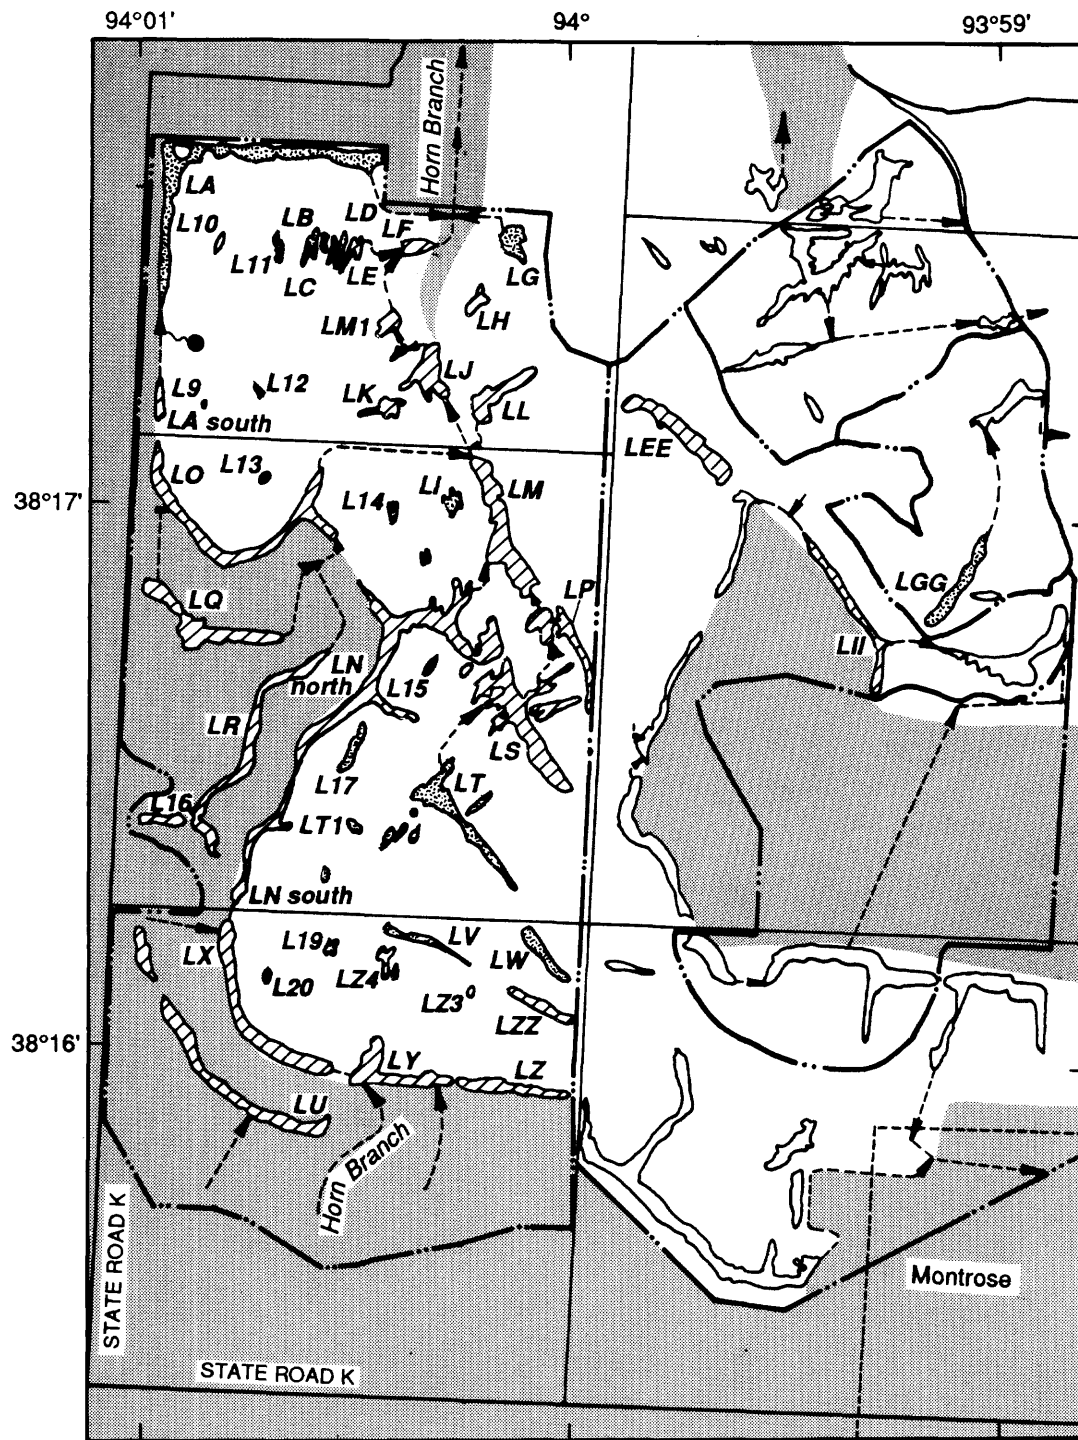 94°01'
94°
93°59'
Horn Branch
LA
L10
LB
LD
LF
L11
LC
LE
LG
LM1
LH
LJ
L9
L12
LK
LL
LA south
LEE
LO
L13
38°17'
L14
LI
LM
LQ
LP
LGG
LN
north
L15
LII
LR
LS
L17
LT
L16
LT1
LN south
LX
L19
LV
LW
L20
LZ4
LZ3
LZZ
38°16'
LY
LZ
LU
Horn Branch
STATE ROAD K
Montrose
STATE ROAD K